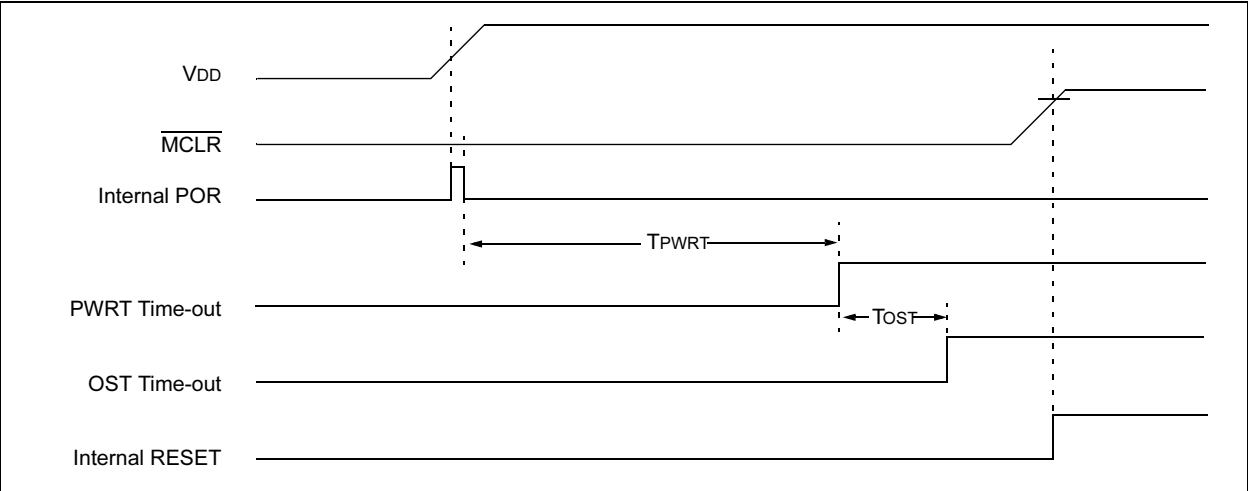 VDD
MCLR
Internal POR
TPWRT
PWRT Time-out
TOST
OST Time-out
Internal RESET